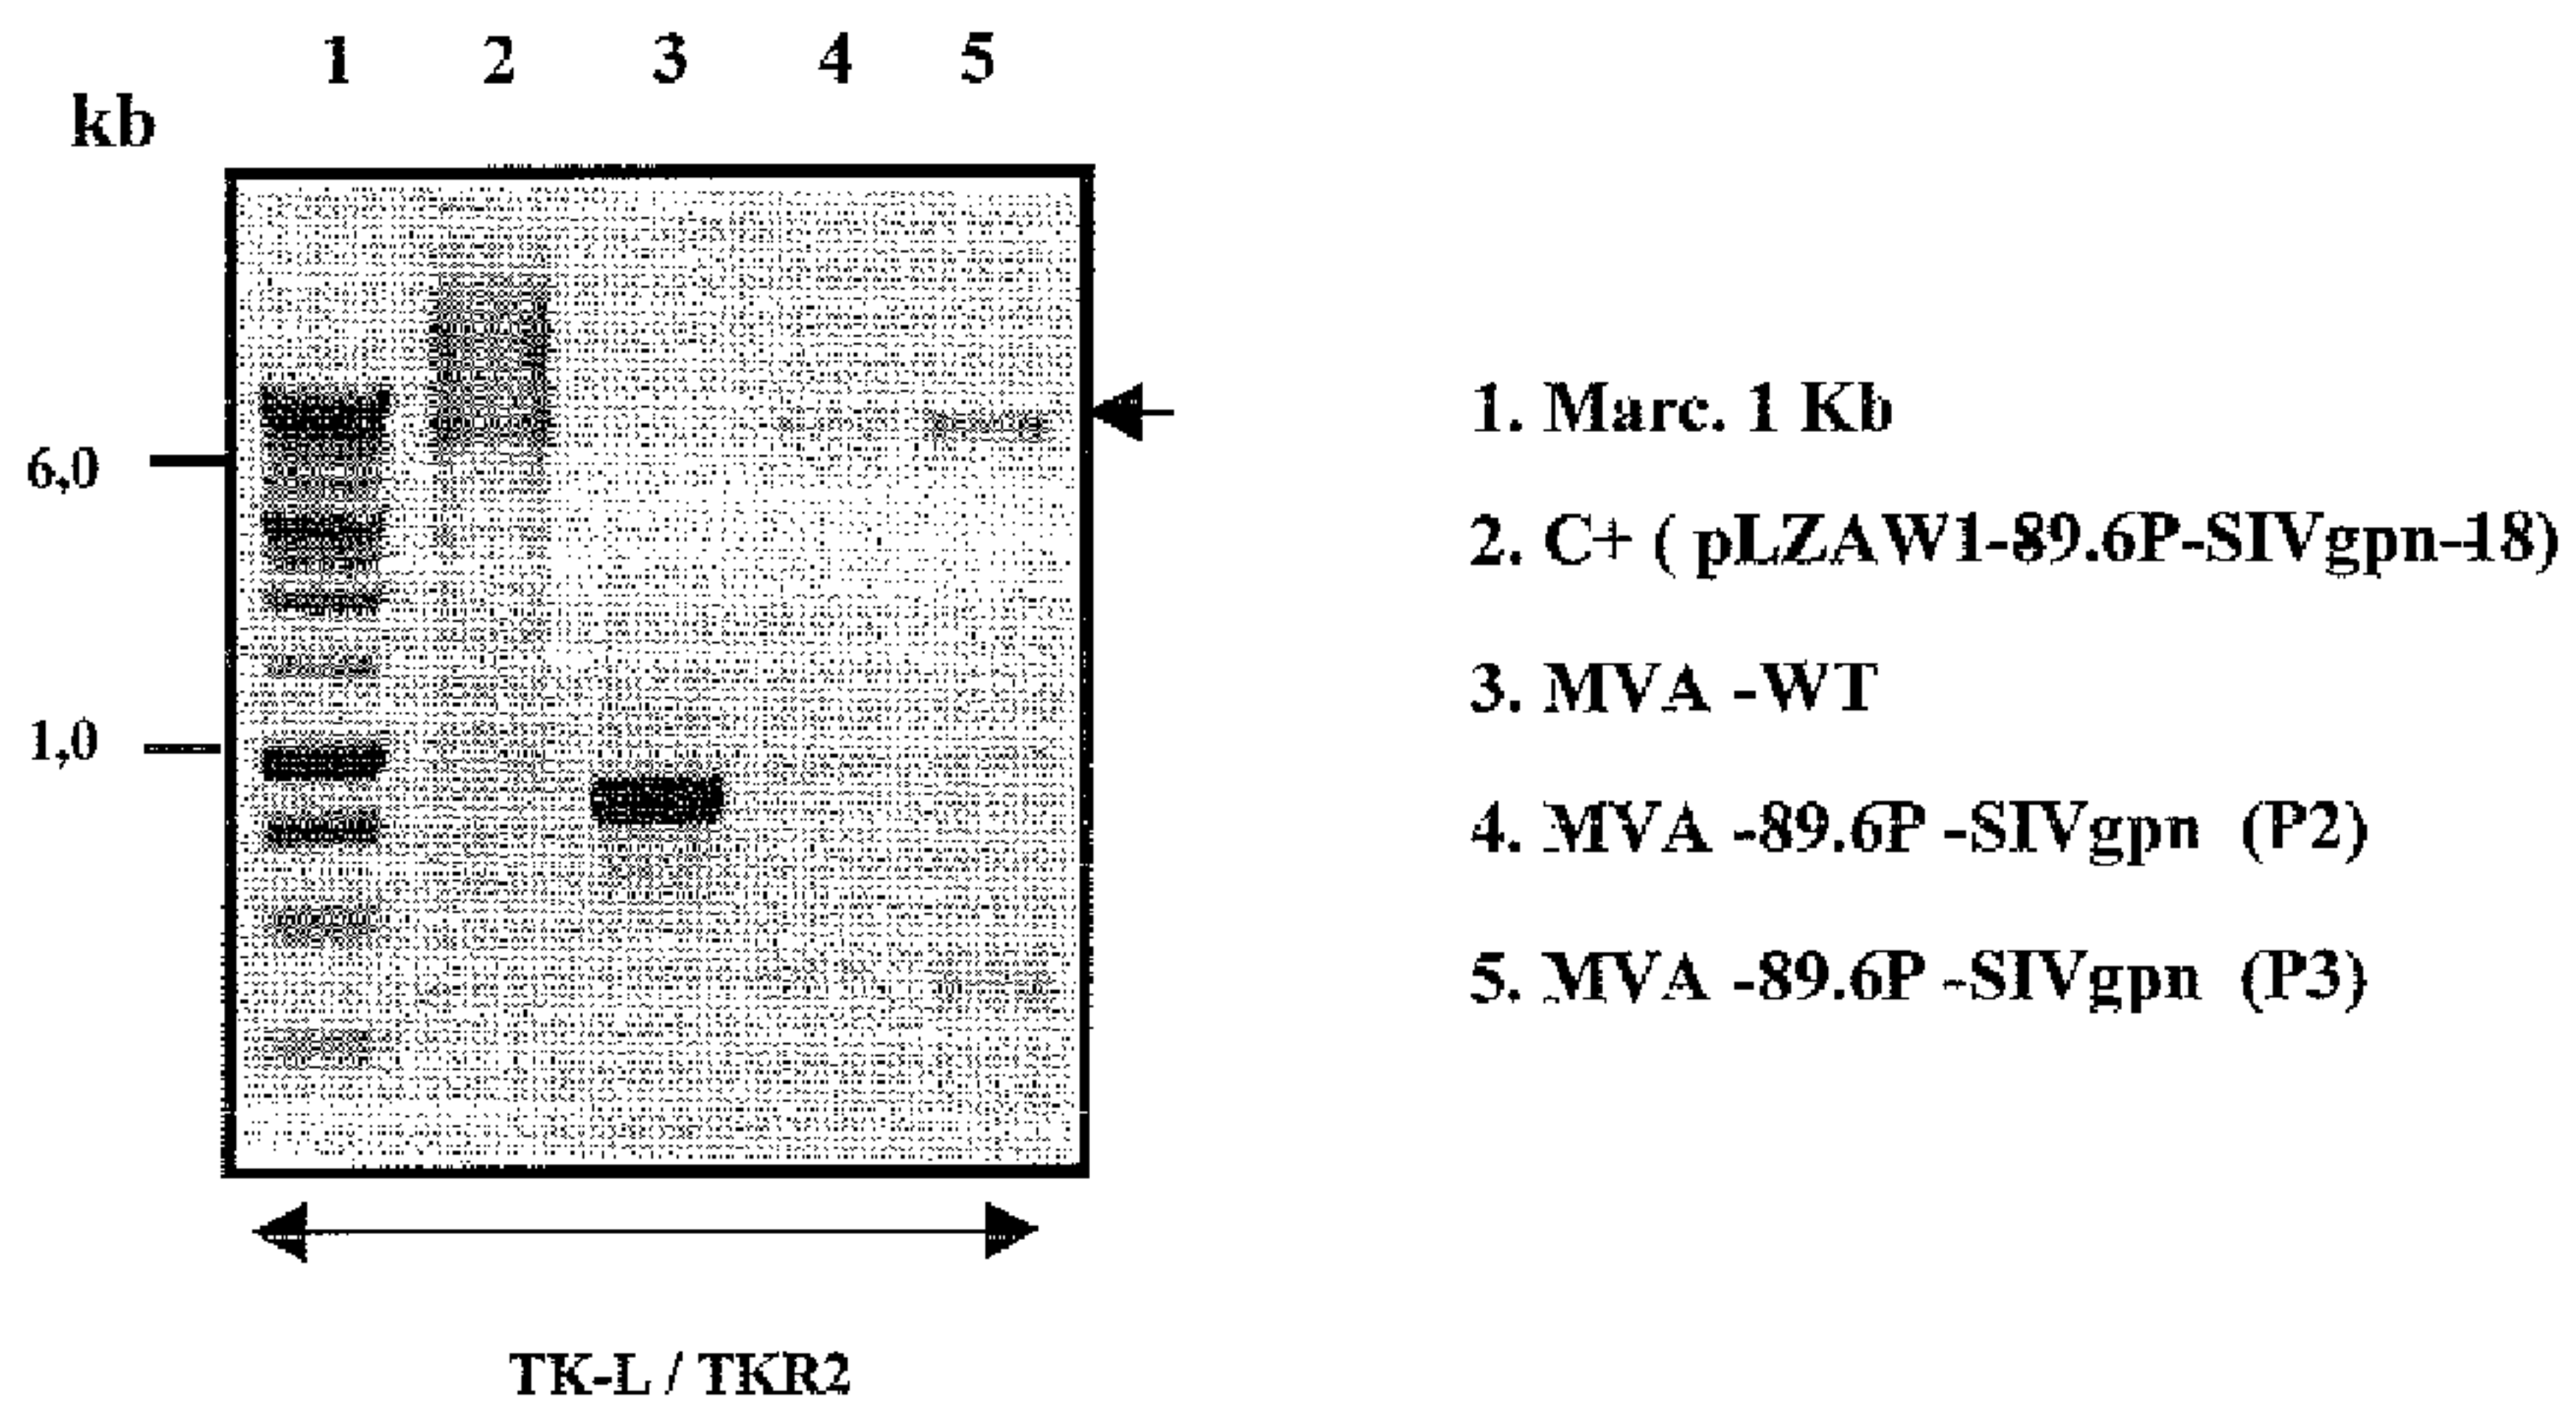 1 2 3 4 5
kb
6,0
1,0
1. Marc. 1 Kb
2. C+ ( pLZAW1-89.6P-SIVgpn-18)
3. MVA -WT
4. MVA -89.6P -SIVgpn (P2)
5. MVA -89.6P -SIVgpn (P3)
TK-L / TKR2